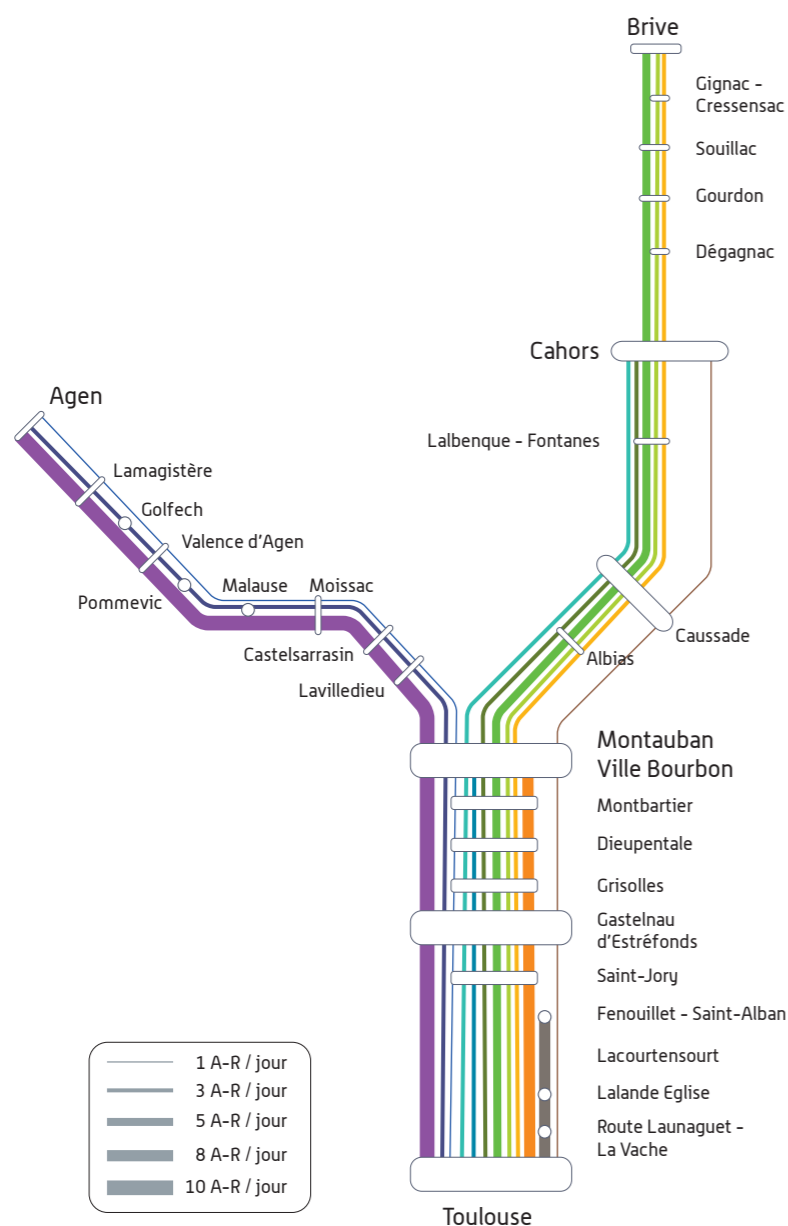 Brive
Gignac -
Cressensac
Souillac
Gourdon
Dégagnac
Cahors
Agen
Lalbenque - Fontanes
Lamagistère
Golfech
Valence d'Agen
Malause
Moissac
Pommevic
Caussade
Castelsarrasin
Albias
Lavilledieu
Montauban
Ville Bourbon
Montbartier
Dieupentale
Grisolles
Gastelnau
d'Estréfonds
Saint-Jory
Fenouillet - Saint-Alban
Lacourtensourt
Lalande Eglise
Route Launaguet -
La Vache
1 A-R / jour
3 A-R / jour
5 A-R / jour
8 A-R / jour
10 A-R / jour
Toulouse